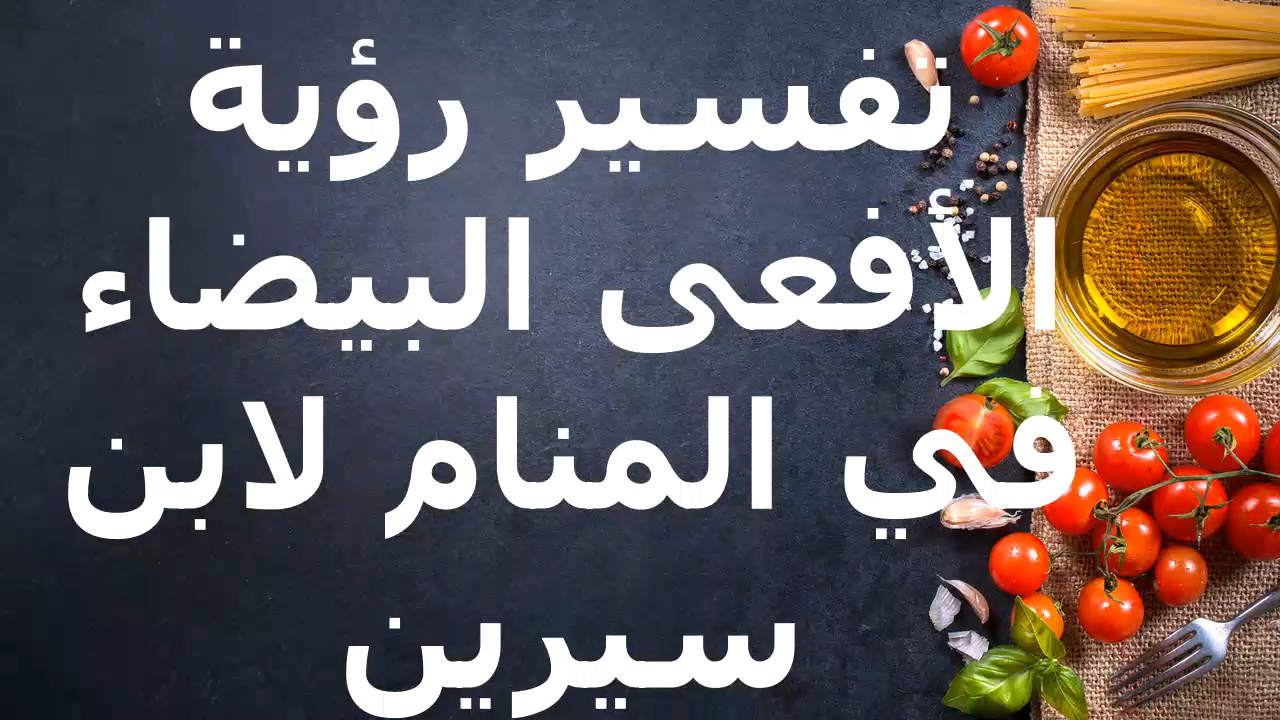 تفسير رؤية
الأفعى البيضاء
في المنام لابن
سيرين